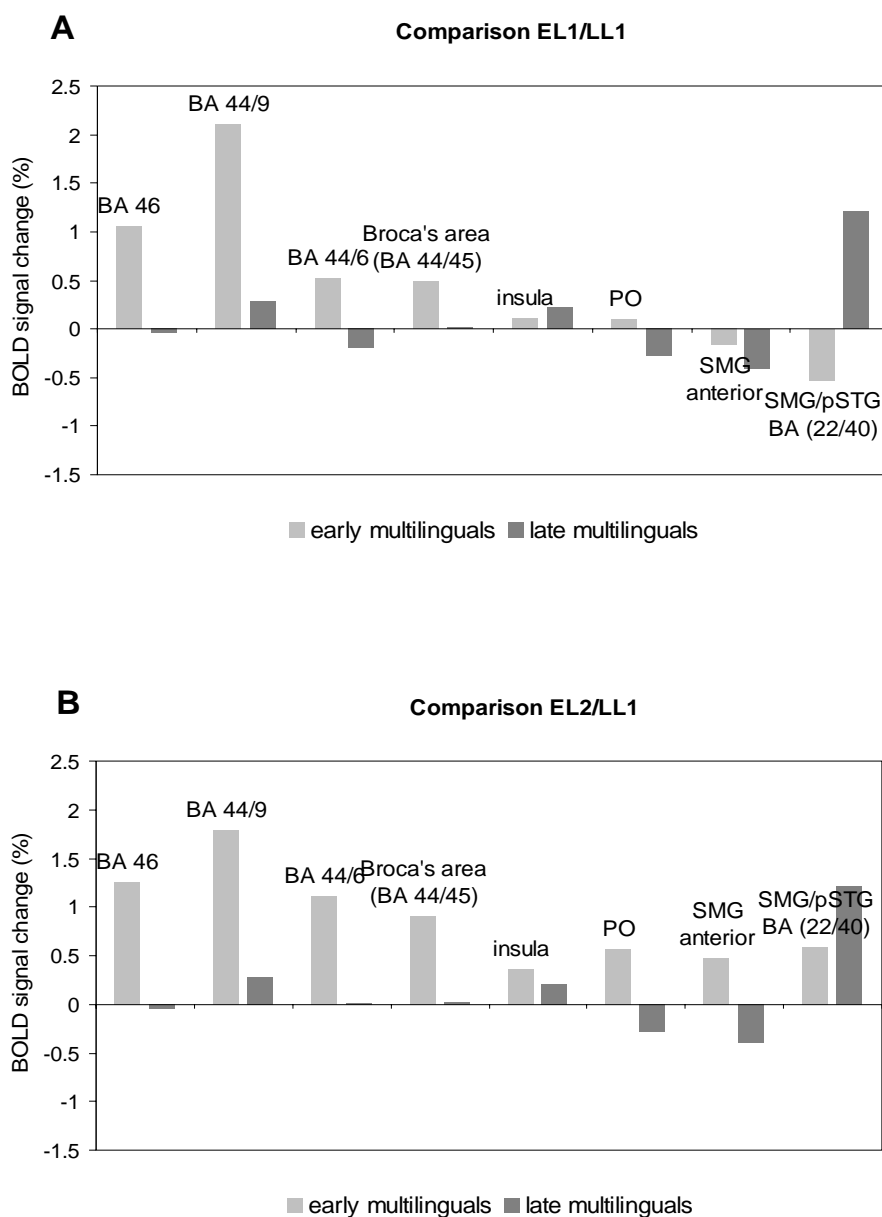 A
Comparison EL1/LL1
2.5
BA 44/9
2
1.5
BA 46
1
Broca's area
BA 44/6 (BA 44/45)
0.5
insula
PO
0
SMG
anterior
-0.5
SMG/pSTG
BA (22/40)
-1
-1.5
BOLD signal change (%)
early multilinguals late multilinguals
B
Comparison EL2/LL1
2.5
BA 44/9
2
BA 46
1.5
BA 44/6 Broca's area
(BA 44/45)
SMG/pSTG
BA (22/40)
1
SMG
anterior
PO
insula
0.5
0
-0.5
-1
-1.5
BOLD signal change (%)
early multilinguals late multilinguals